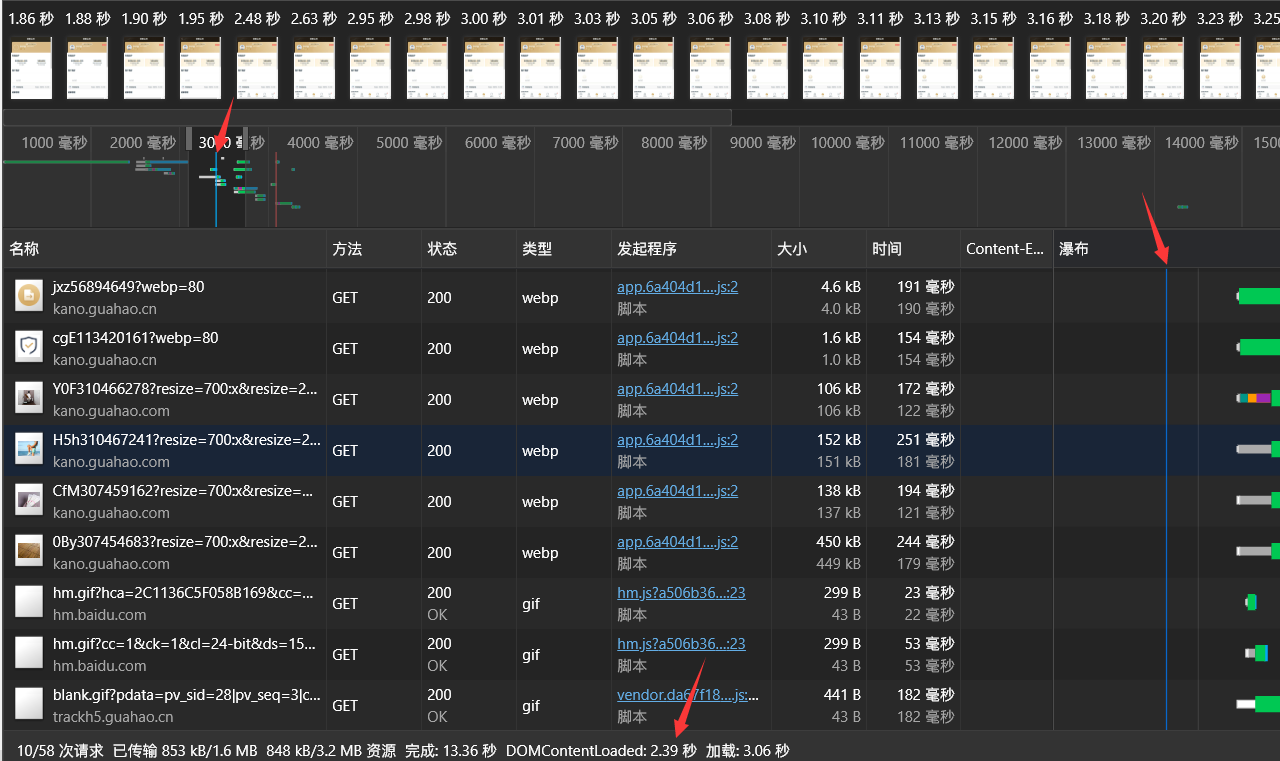 1.86 秒 1.88 秒 1.90 秒 1.95 秒 2.48 秒 2.63 秒 2.95 秒 2.98 秒 3.00 秒 3.01 秒 3.03 秒 3.05 秒 3.06 秒 3.08 秒 3.10 秒 3.11 秒 3.13 秒 3.15 秒 3.16 秒 3.18 秒 3.20 秒 3.23 秒 3.25
1000 毫秒 2000 毫秒 3000 毫秒 4000 毫秒 5000 毫秒 6000 毫秒 7000 毫秒 8000 毫秒 9000 毫秒 10000 毫秒 11000 毫秒 12000 毫秒 13000 毫秒 14000 毫秒 1500
名称 方法 状态 类型 发起程序 大小 时间 Content-E... 瀑布
jxz56894649?webp=80 GET 200 webp app.6a404d1....js:2 4.6 kB 191 毫秒
kano.guahao.cn 脚本 4.0 kB 190 毫秒
cgE113420161?webp=80 GET 200 webp app.6a404d1....js:2 1.6 kB 154 毫秒
kano.guahao.cn 脚本 1.0 kB 154 毫秒
Y0F310466278?resize=700:x&resize=2... GET 200 webp app.6a404d1....js:2 106 kB 172 毫秒
kano.guahao.com 脚本 106 kB 122 毫秒
H5h310467241?resize=700:x&resize=2... GET 200 webp app.6a404d1....js:2 152 kB 251 毫秒
kano.guahao.com 脚本 151 kB 181 毫秒
CfM307459162?resize=700:x&resize=... GET 200 webp app.6a404d1....js:2 138 kB 194 毫秒
kano.guahao.com 脚本 137 kB 121 毫秒
0By307454683?resize=700:x&resize=2... GET 200 webp app.6a404d1....js:2 450 kB 244 毫秒
kano.guahao.com 脚本 449 kB 179 毫秒
hm.gif?hca=2C1136C5F058B169&cc=... GET 200 gif hm.js?a506b36...:23 299 B 23 毫秒
hm.baidu.com OK 脚本 43 B 22 毫秒
hm.gif?cc=1&ck=1&cl=24-bit&ds=15... GET 200 gif hm.js?a506b36...:23 299 B 53 毫秒
hm.baidu.com OK 脚本 43 B 53 毫秒
blank.gif?pdata=pv_sid=28|pv_seq=3|c... GET 200 gif vendor.da67f18....js:... 441 B 182 毫秒
trackh5.guahao.cn OK 脚本 43 B 182 毫秒
10/58 次请求 已传输 853 kB/1.6 MB 848 kB/3.2 MB 资源 完成: 13.36 秒 DOMContentLoaded: 2.39 秒 加载: 3.06 秒